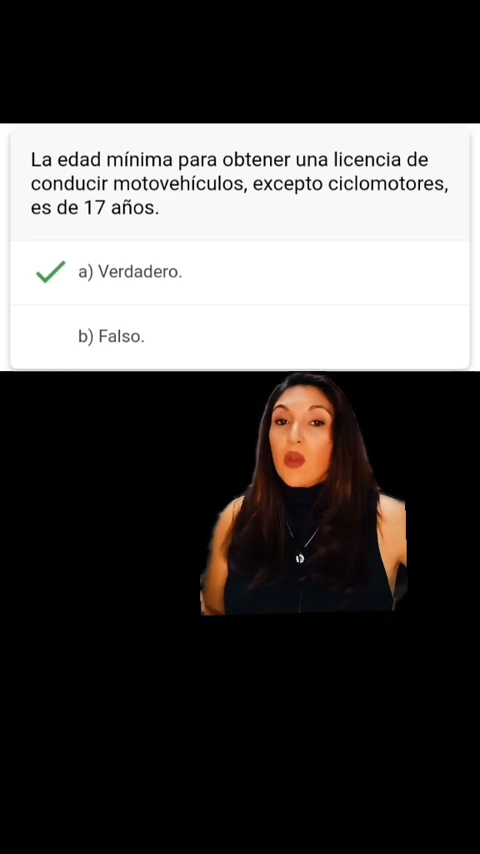 La edad mínima para obtener una licencia de
conducir motovehículos, excepto ciclomotores,
es de 17 años.
a) Verdadero.
b) Falso.